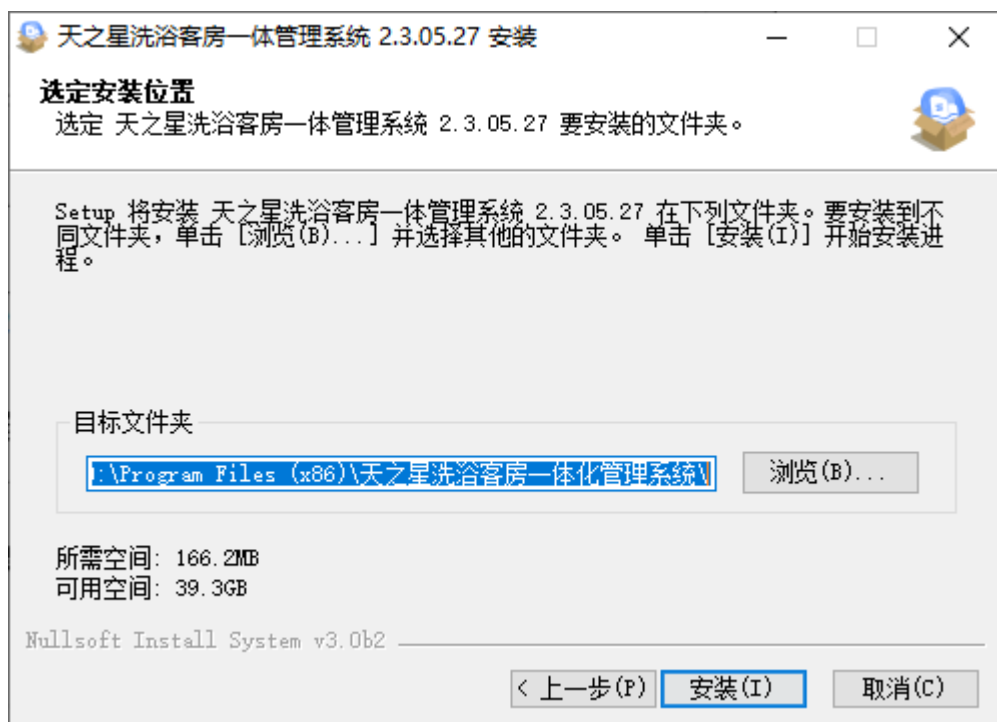 天之星洗浴客房一体管理系统 2.3.05.27 安装
选定安装位置
选定 天之星洗浴客房一体管理系统 2.3.05.27 要安装的文件夹。
Setup 将安装 天之星洗浴客房一体管理系统 2.3.05.27 在下列文件夹。要安装到不
同文件夹，单击 [浏览(B)...] 并选择其他的文件夹。 单击 [安装(I)] 开始安装进
程。
目标文件夹
:\Program Files (x86)\天之星洗浴客房一体化管理系统\
浏览(B)...
所需空间: 166.2MB
可用空间: 39.3GB
Nullsoft Install System v3.0b2
< 上一步(P)
安装(I)
取消(C)